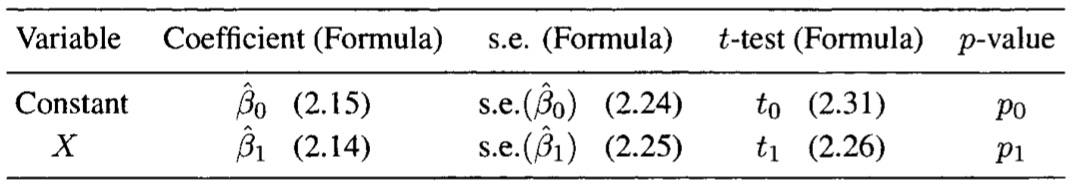 Variable Coefficient (Formula) s.e. (Formula) t-test (Formula) p-value
Constant β̂₀ (2.15) s.e.(β̂₀) (2.24) t₀ (2.31) p₀
X β̂₁ (2.14) s.e.(β̂₁) (2.25) t₁ (2.26) p₁